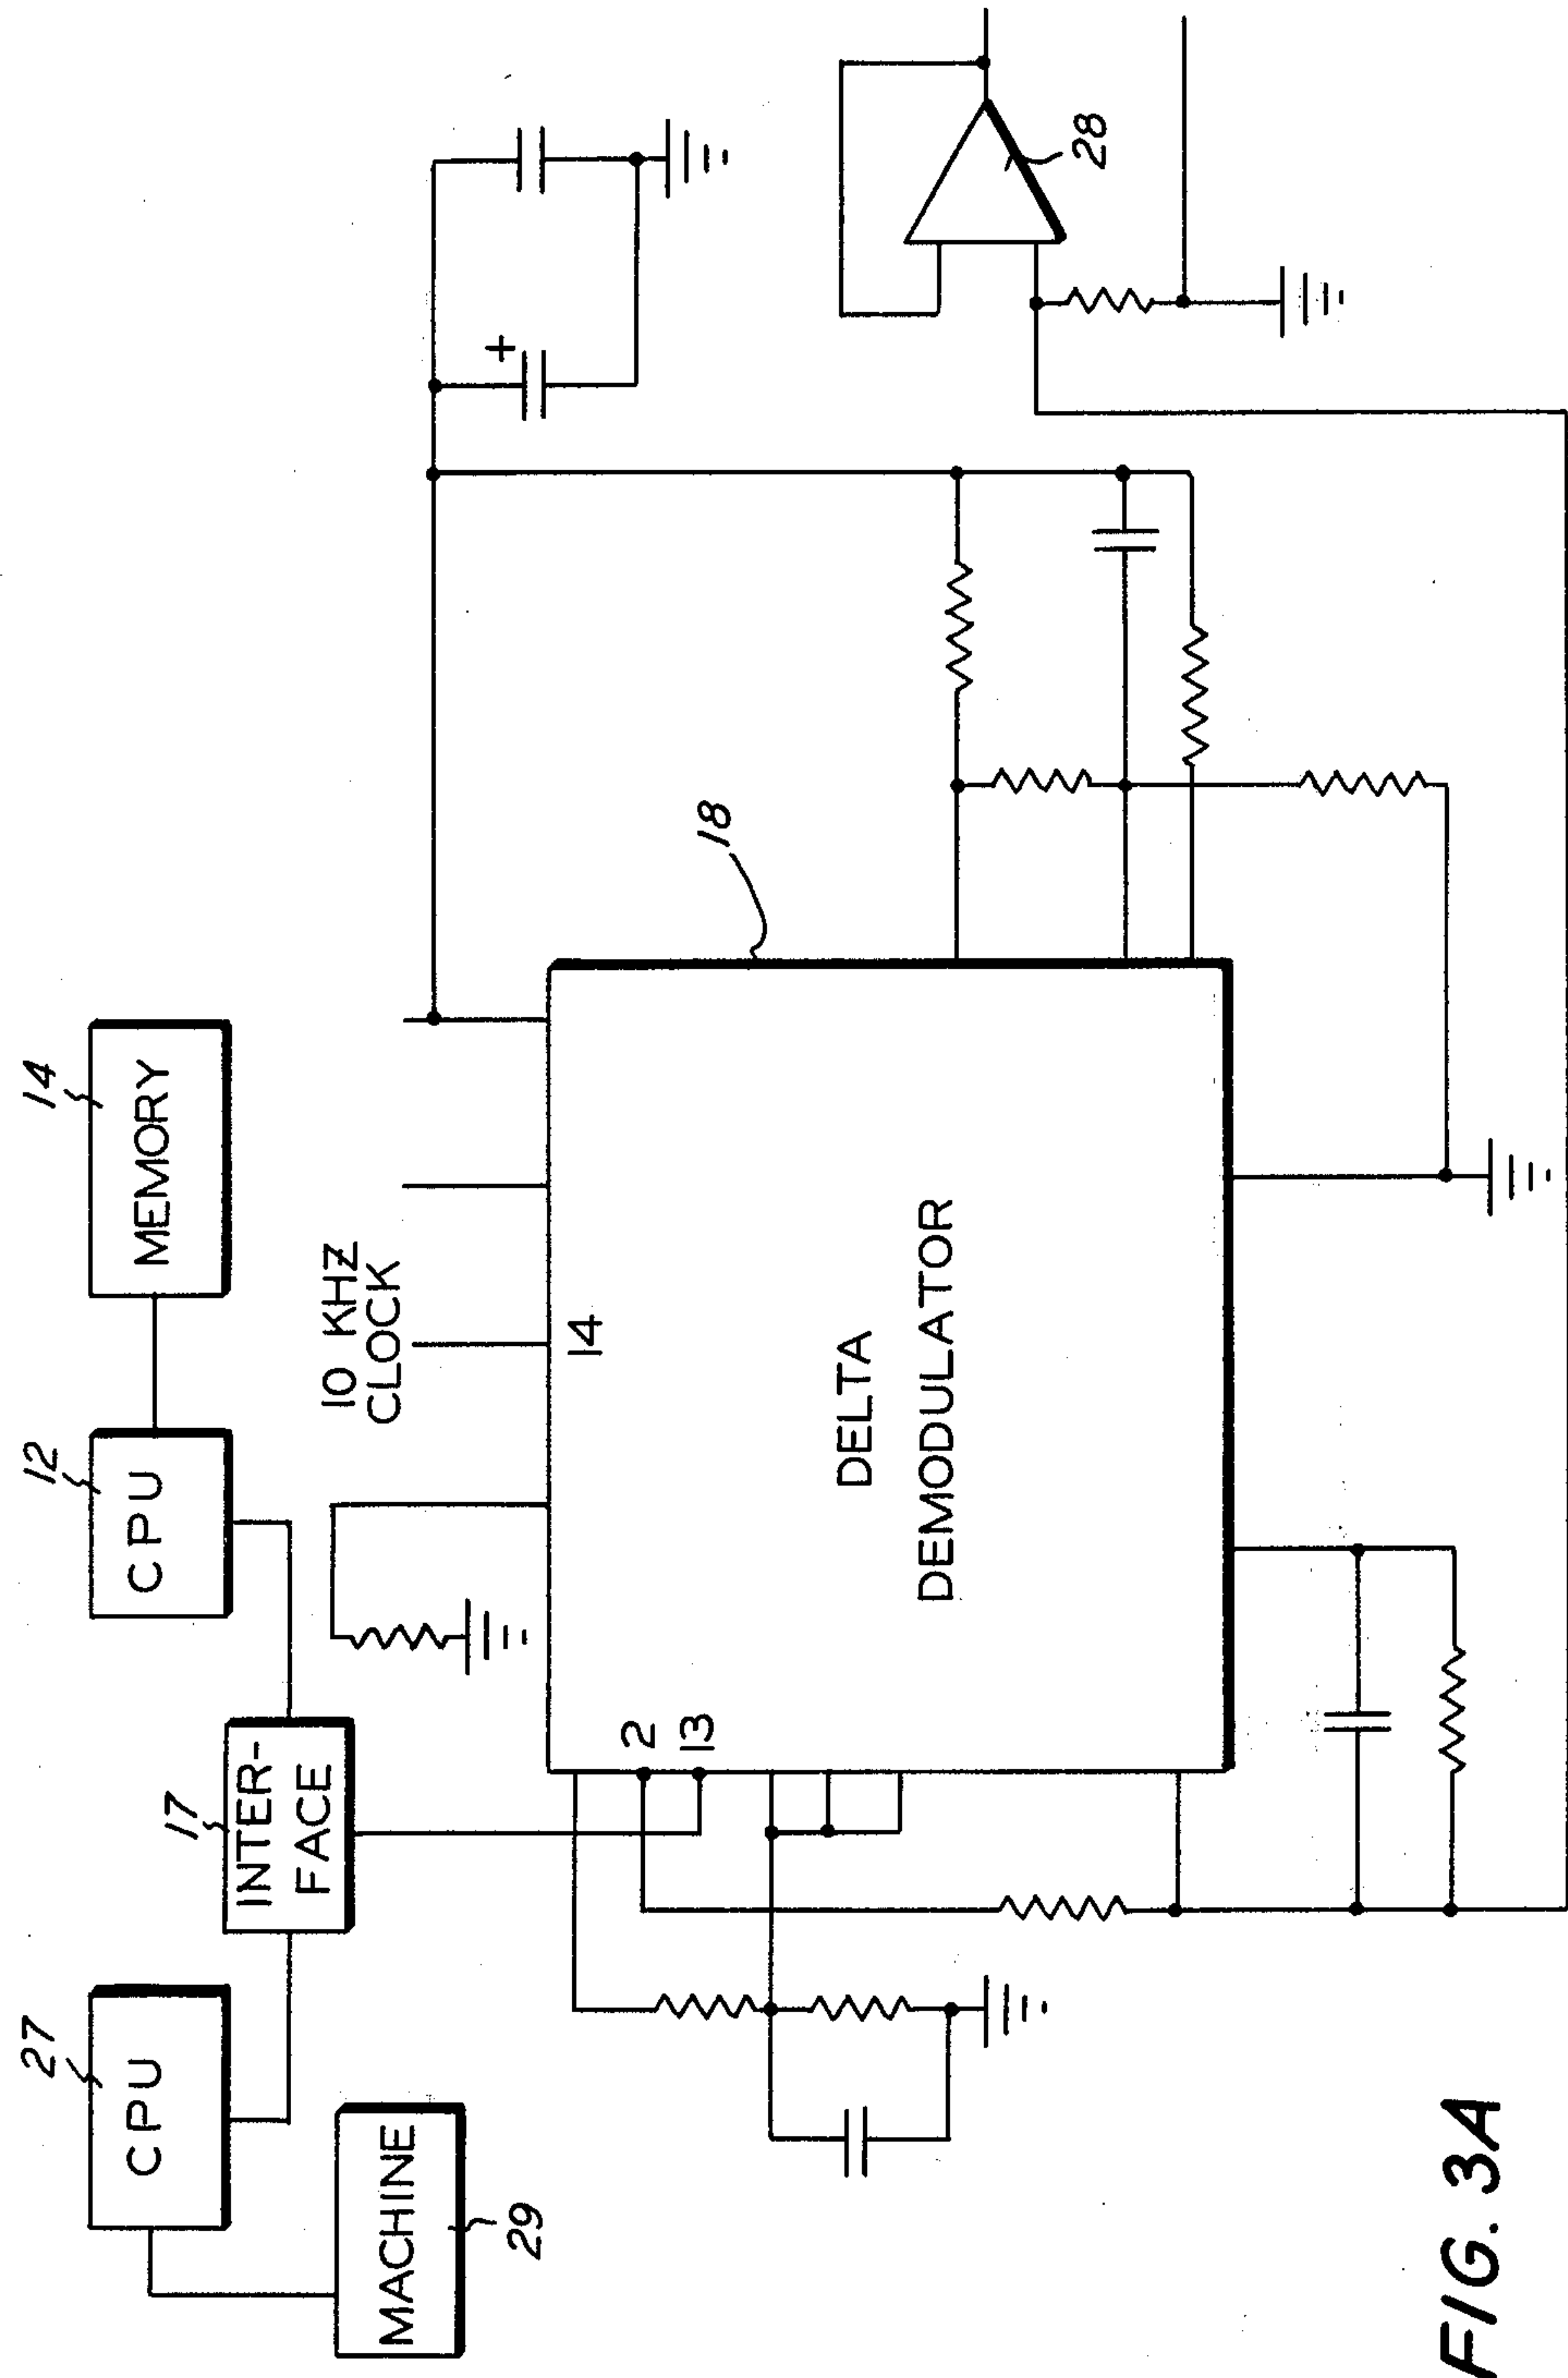 27
CPU
MACHINE
29
17
INTER-
FACE
12
CPU
14
MEMORY
10 KHZ
CLOCK
14
2
13
DELTA
DEMODULATOR
18
+
28
FIG. 3A